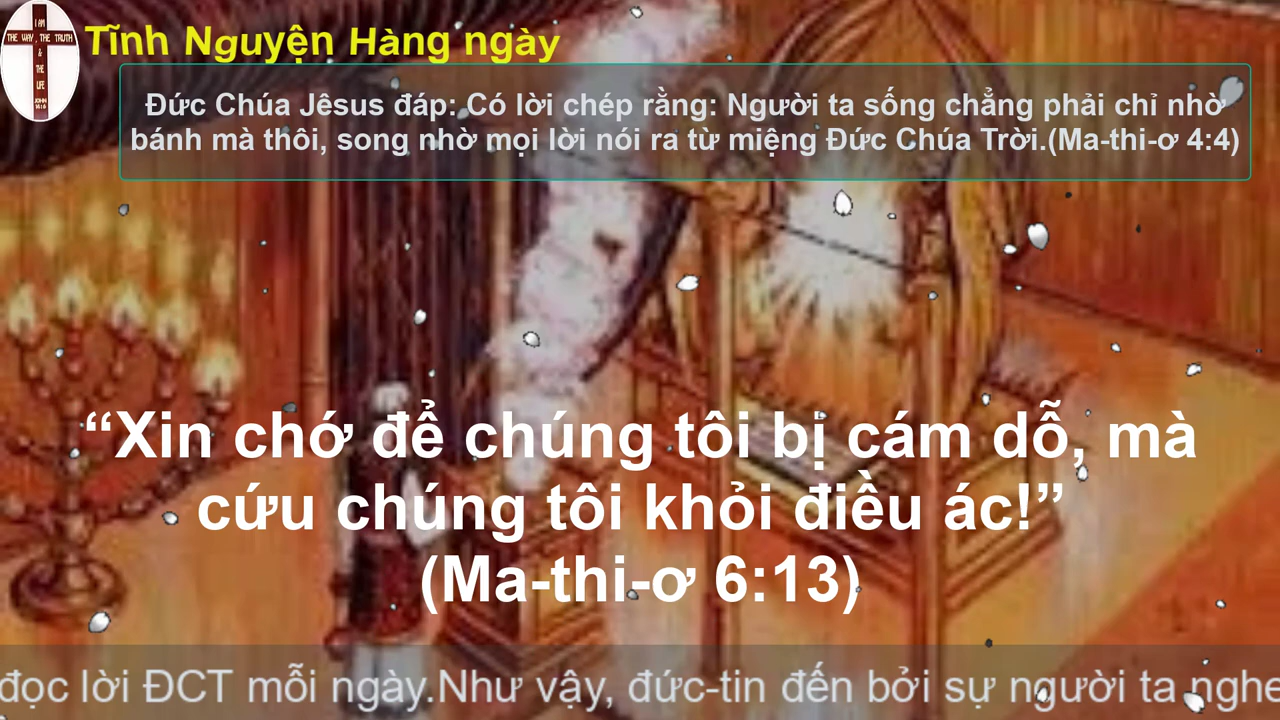 I AM
THE WAY, THE TRUTH
&
THE
LIFE
JOHN
14:6
Tĩnh Nguyện Hàng ngày
Đức Chúa Jêsus đáp: Có lời chép rằng: Người ta sống chẳng phải chỉ nhờ
bánh mà thôi, song nhờ mọi lời nói ra từ miệng Đức Chúa Trời.(Ma-thi-ơ 4:4)
“Xin chớ để chúng tôi bị cám dỗ, mà
cứu chúng tôi khỏi điều ác!”
(Ma-thi-ơ 6:13)
đọc lời ĐCT mỗi ngày.Như vậy, đức-tin đến bởi sự người ta nghe